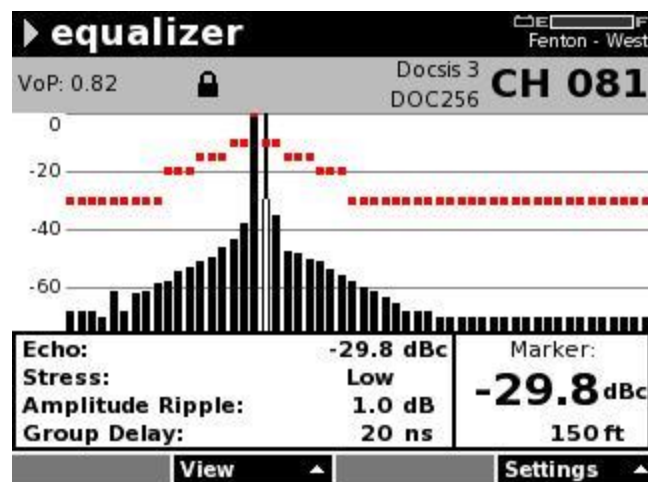 equalizer
E F
Fenton - West
VoP: 0.82
Docsis 3
DOC256
CH 081
0
-20
-40
-60
Echo: -29.8 dBc
Stress: Low
Amplitude Ripple: 1.0 dB
Group Delay: 20 ns
Marker:
-29.8 dBc
150 ft
View
Settings